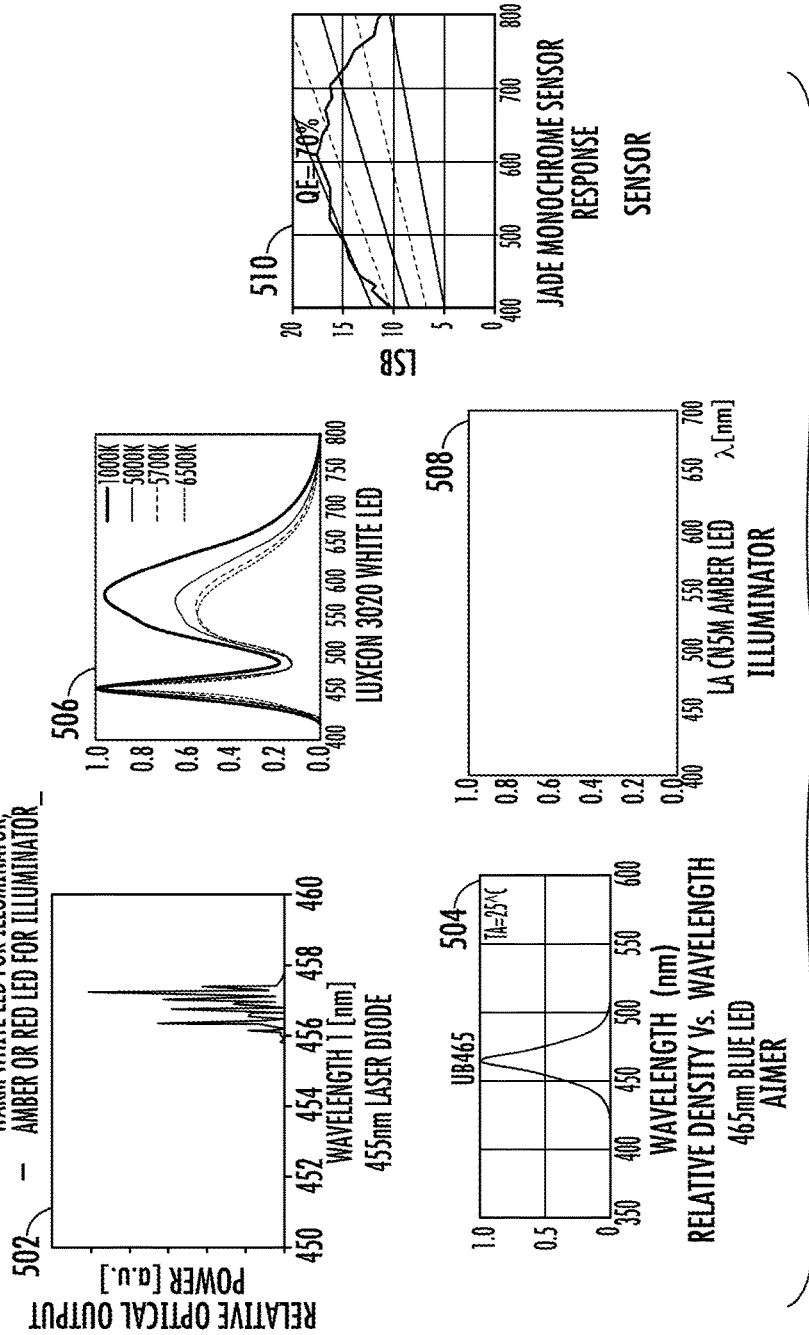 AMBER OR RED LED FOR ILLUMINATOR_
502
RELATIVE OPTICAL OUTPUT
POWER [a.u.]
450 452 454 456 458 460
WAVELENGTH I [nm]
455nm LASER DIODE
506
1.0
0.8
0.6
0.4
0.2
0.0
1000K
5000K
5700K
6500K
400 450 500 550 600 650 700 750 800
LUXEON 3020 WHITE LED
510
QE= 70%
LSB
20
15
10
5
0
400 500 600 700 800
JADE MONOCHROME SENSOR
RESPONSE
SENSOR
504
UB465
TA=25^C
1.0
0.5
0
350 400 450 500 550 600
WAVELENGTH (nm)
RELATIVE DENSITY Vs. WAVELENGTH
465nm BLUE LED
AIMER
508
1.0
0.8
0.6
0.4
0.2
0.0
400 450 500 550 600 650 700
λ[nm]
LA CN5M AMBER LED
ILLUMINATOR